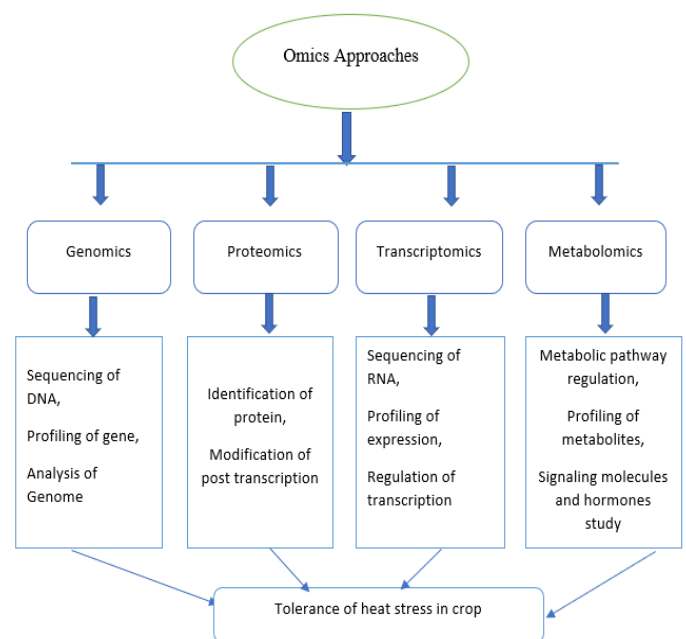 Omics Approaches
Genomics
Proteomics
Transcriptomics
Metabolomics
Sequencing of
DNA,
Profiling of gene,
Analysis of
Genome
Identification of
protein,
Modification of
post transcription
Sequencing of
RNA,
Profiling of
expression,
Regulation of
transcription
Metabolic pathway
regulation,
Profiling of
metabolites,
Signaling molecules
and hormones
study
Tolerance of heat stress in crop